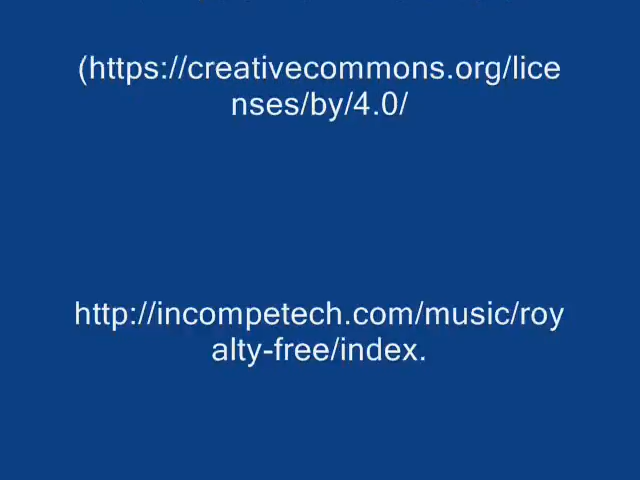 (https://creativecommons.org/lice
nses/by/4.0/
http://incompetech.com/music/roy
alty-free/index.